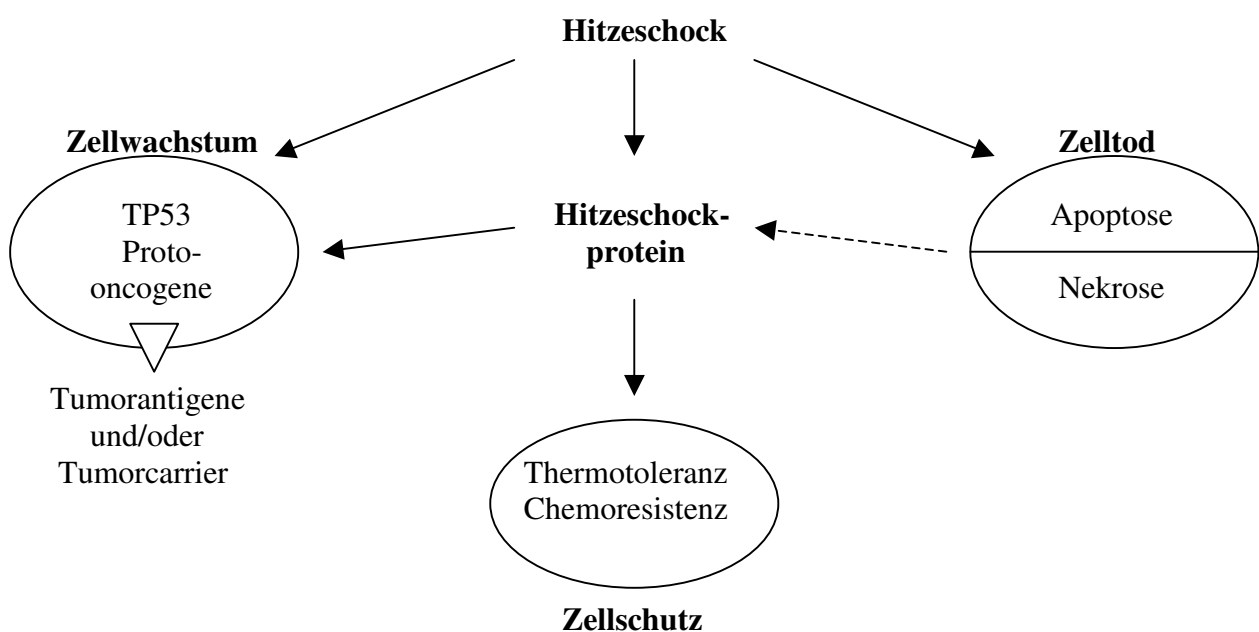 Hitzeschock
Zellwachstum
Zelltod
TP53
Proto-
oncogene
Hitzeschock-
protein
Apoptose
Nekrose
Tumorantigene
und/oder
Tumorcarrier
Thermotoleranz
Chemoresistenz
Zellschutz